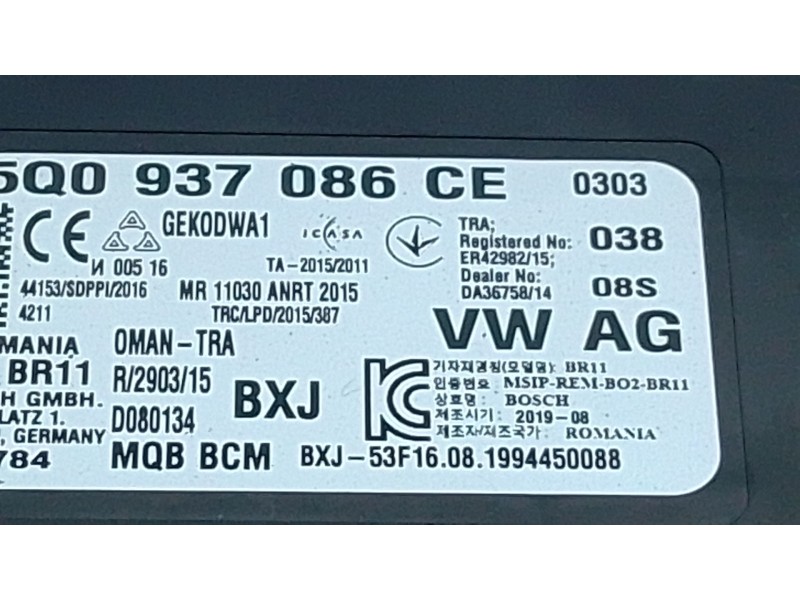 5Q0 937 086 CE 0303
CE GEKODWA1 ICASA TRA;
Registered No: 038
И 005 16 TA-2015/2011 ER42982/15;
Dealer No: 08S
44153/SDPPI/2016 MR 11030 ANRT 2015 DA36758/14
4211 TRC/LPD/2015/387 VW AG
MANIA OMAN-TRA
BR11 R/2903/15 BXJ 기자재명칭(모델명): BR11
인증번호: MSIP-REM-BO2-BR11
H GMBH. 상호명: BOSCH
LATZ 1. D080134 제조시기: 2019-08
, GERMANY 제조자/제조국가: ROMANIA
784 MQB BCM BXJ-53F16.08.1994450088